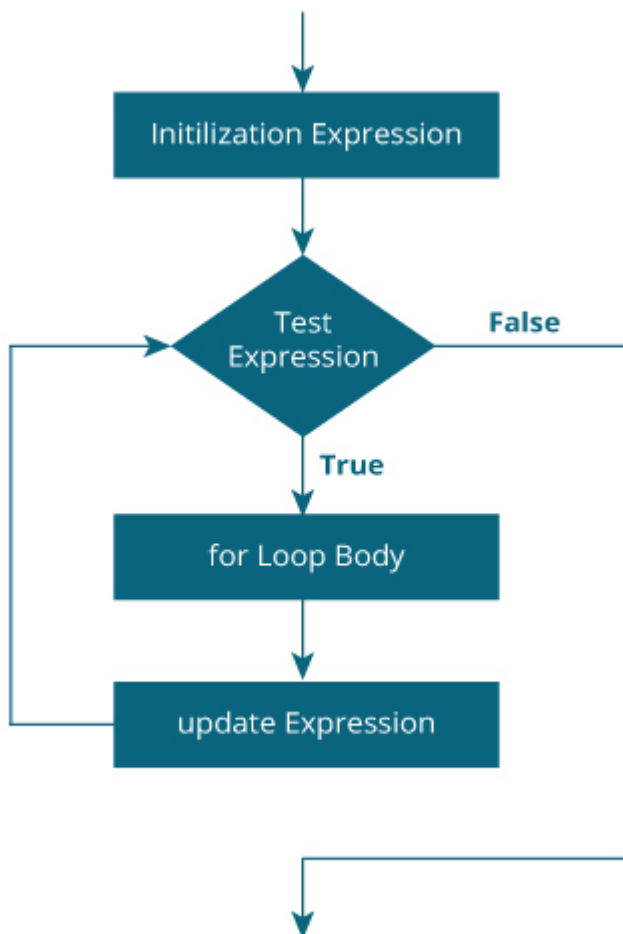 Initilization Expression
Test
Expression
False
True
for Loop Body
update Expression